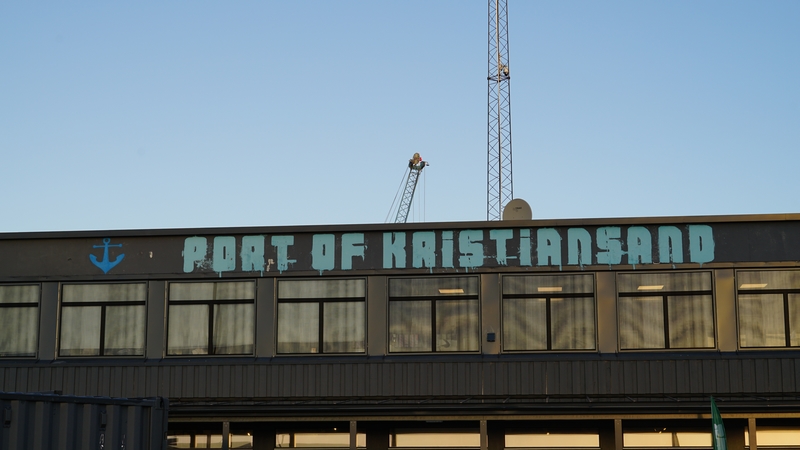 PORT OF KRiSTiANSAND